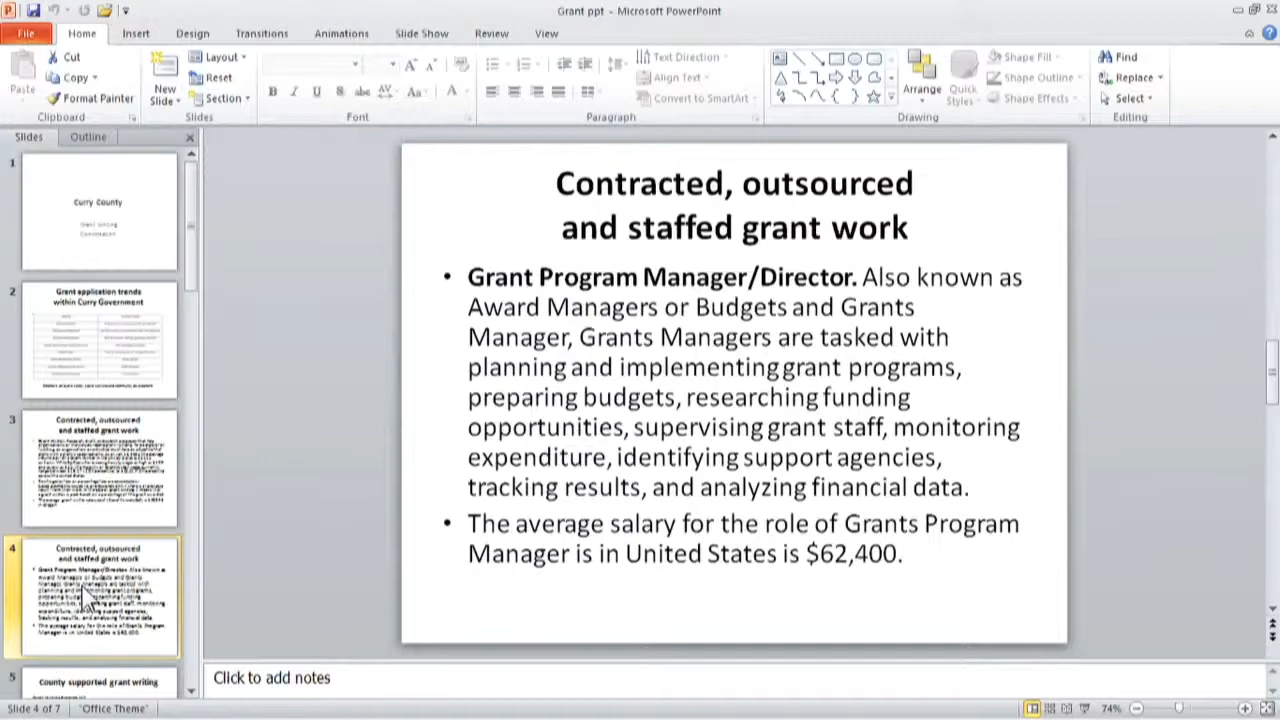 Grant ppt - Microsoft PowerPoint
File Home Insert Design Transitions Animations Slide Show Review View
Cut
Copy
Format Painter
Paste
Clipboard
New
Slide
Layout
Reset
Section
Slides
Font
Text Direction
Align Text
Convert to SmartArt
Paragraph
Arrange
Quick
Styles
Shape Fill
Shape Outline
Shape Effects
Drawing
Find
Replace
Select
Editing
Slides Outline
1
Curry County
2
Grant application trends
within Curry Government
3
Contracted, outsourced
and staffed grant work
4
Contracted, outsourced
and staffed grant work
5
County supported grant writing
Contracted, outsourced
and staffed grant work
• Grant Program Manager/Director. Also known as
Award Managers or Budgets and Grants
Manager, Grants Managers are tasked with
planning and implementing grant programs,
preparing budgets, researching funding
opportunities, supervising grant staff, monitoring
expenditure, identifying support agencies,
tracking results, and analyzing financial data.
• The average salary for the role of Grants Program
Manager is in United States is $62,400.
Click to add notes
Slide 4 of 7 "Office Theme" 74%